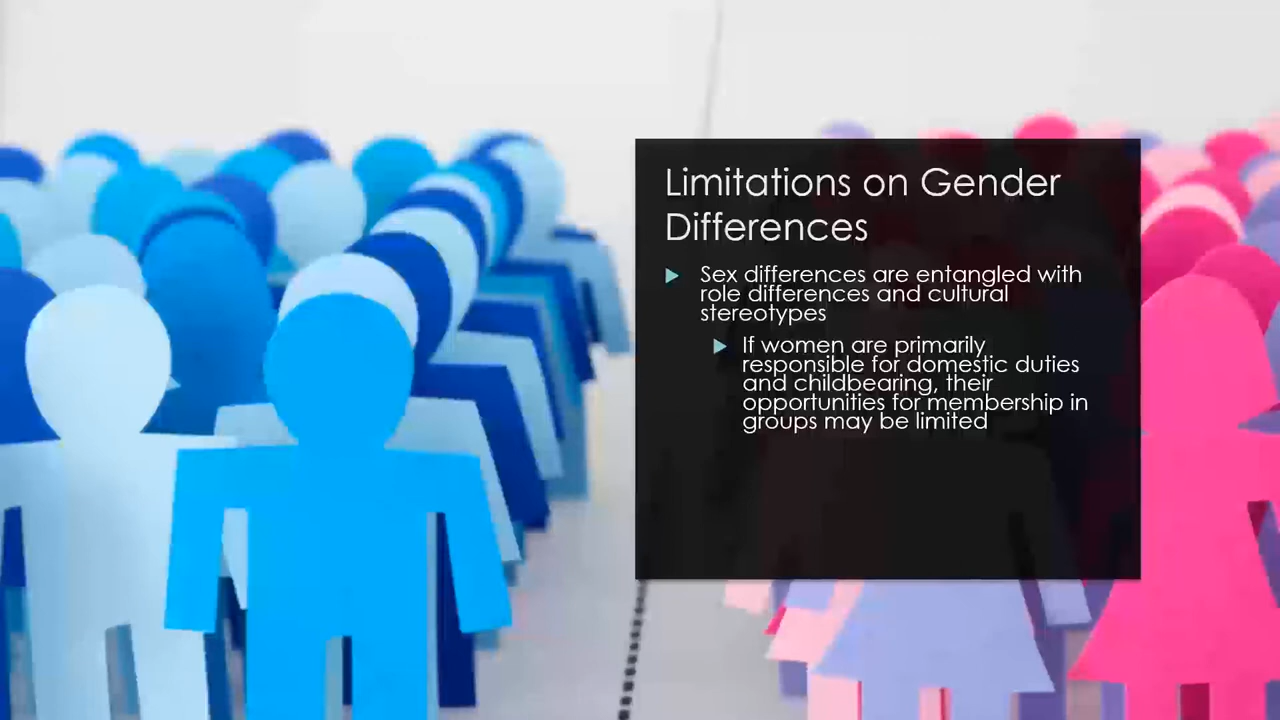 Limitations on Gender
Differences
Sex differences are entangled with
role differences and cultural
stereotypes
If women are primarily
responsible for domestic duties
and childbearing, their
opportunities for membership in
groups may be limited